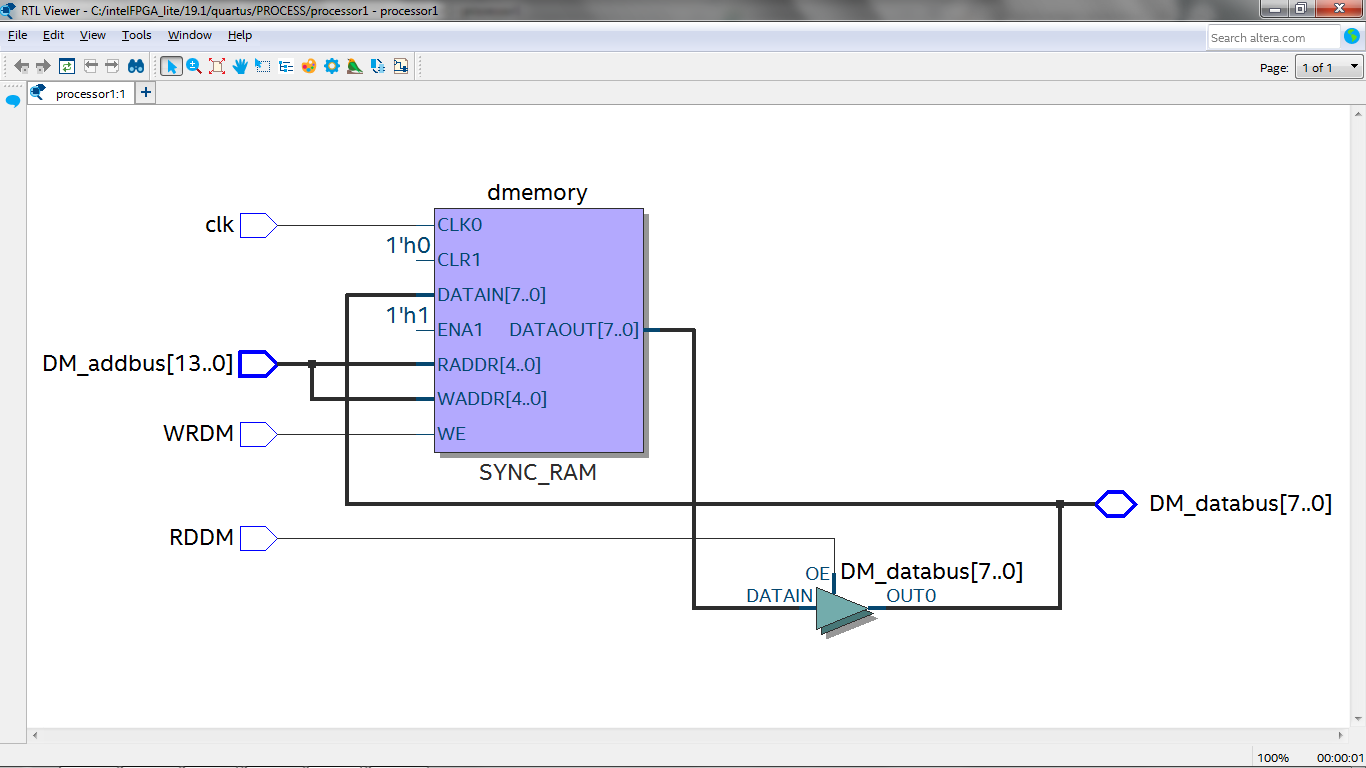 RTL Viewer - C:/intelFPGA_lite/19.1/quartus/PROCESS/processor1 - processor1
File Edit View Tools Window Help
Search altera.com
Page: 1 of 1
processor1:1
dmemory
clk
CLK0
1'h0
CLR1
DATAIN[7..0]
1'h1
ENA1 DATAOUT[7..0]
DM_addbus[13..0]
RADDR[4..0]
WADDR[4..0]
WRDM
WE
SYNC_RAM
DM_databus[7..0]
RDDM
OE
DM_databus[7..0]
DATAIN
OUT0
100% 00:00:01